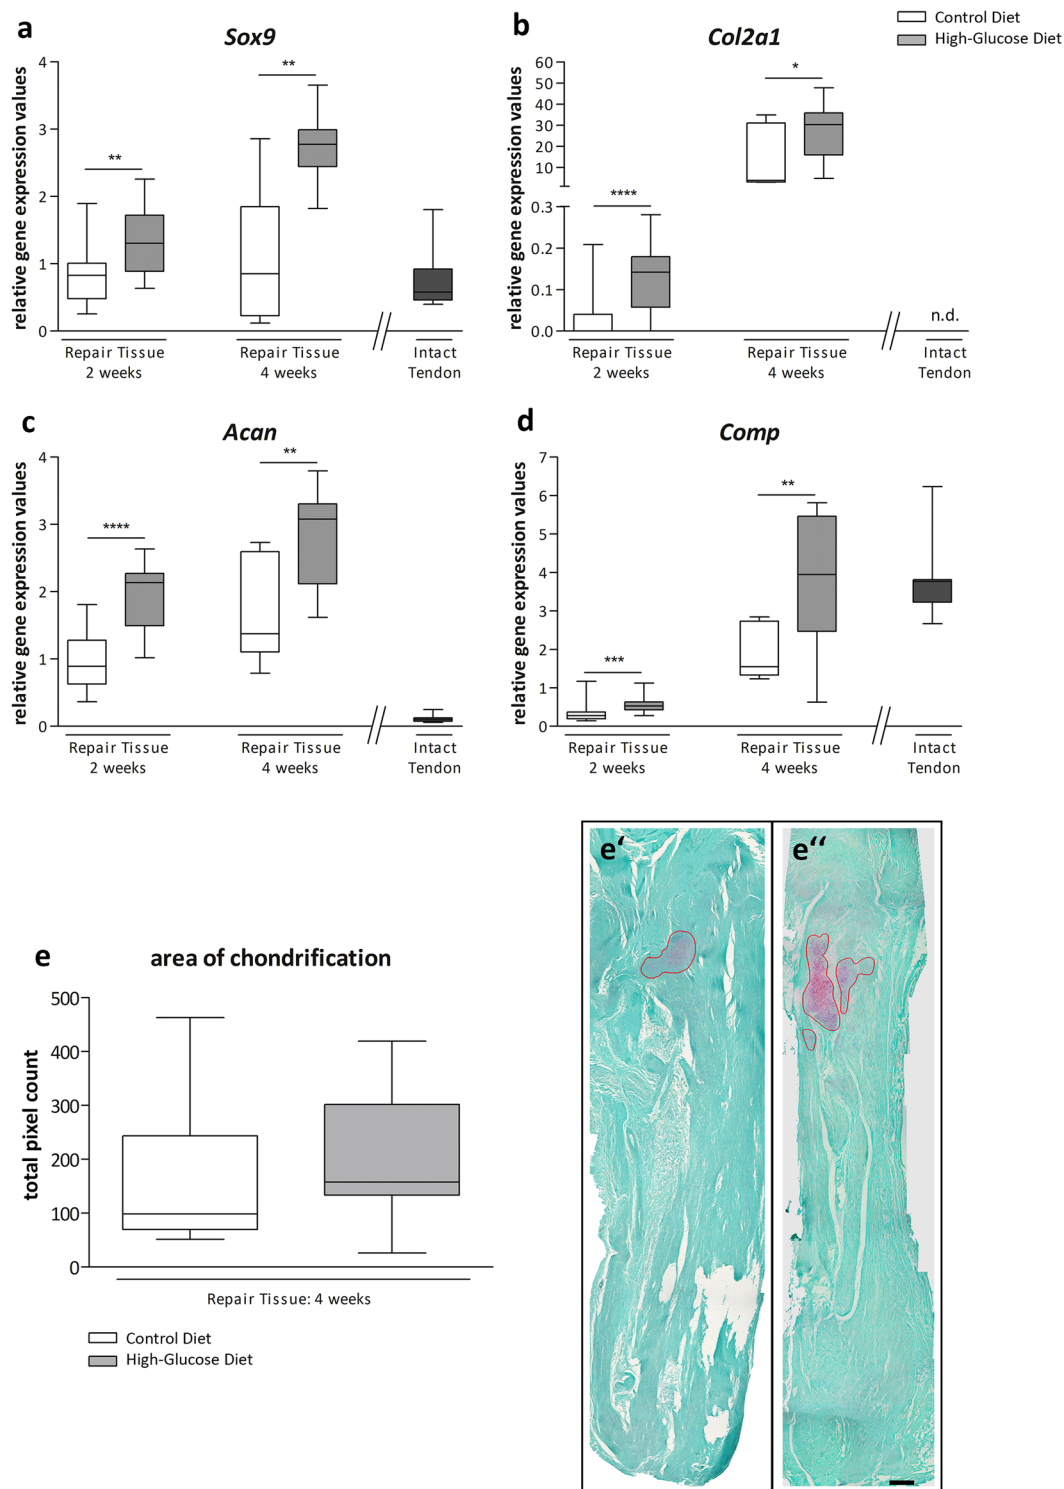 a
Sox9
relative gene expression values
4
3
2
1
0
**
**
Repair Tissue
2 weeks
Repair Tissue
4 weeks
Intact
Tendon
b
Col2a1
Control Diet
High-Glucose Diet
relative gene expression values
60
50
40
30
20
10
0.3
0.2
0.1
0.0
****
*
n.d.
Repair Tissue
2 weeks
Repair Tissue
4 weeks
Intact
Tendon
c
Acan
relative gene expression values
4
3
2
1
0
****
**
Repair Tissue
2 weeks
Repair Tissue
4 weeks
Intact
Tendon
d
Comp
relative gene expression values
7
6
5
4
3
2
1
0
***
**
Repair Tissue
2 weeks
Repair Tissue
4 weeks
Intact
Tendon
e
area of chondrification
total pixel count
500
400
300
200
100
0
Repair Tissue: 4 weeks
Control Diet
High-Glucose Diet
e‘
e‘‘